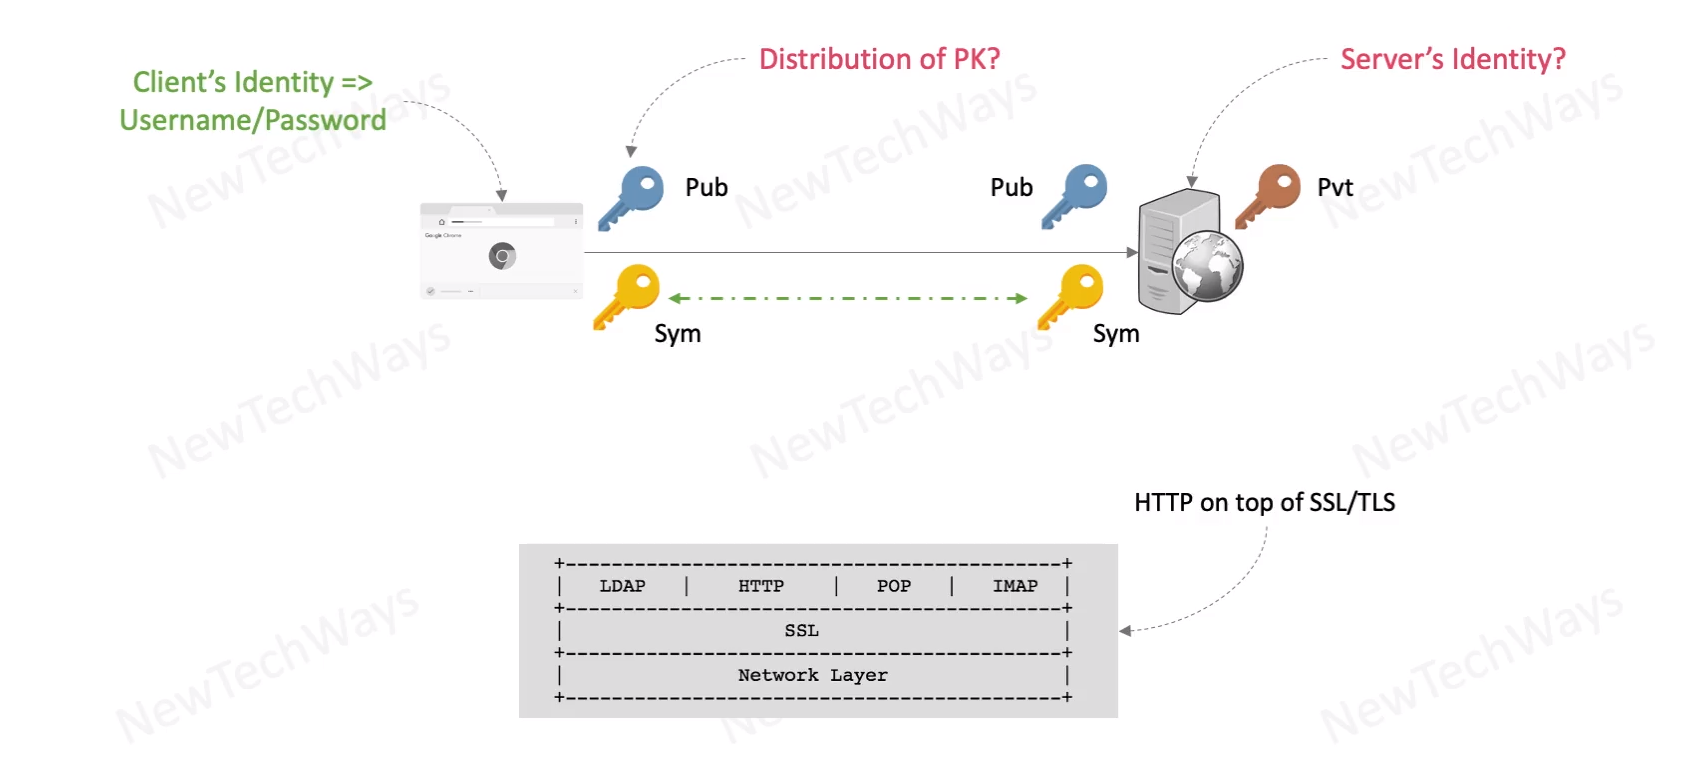 Client's Identity =>
Username/Password
Distribution of PK?
Server's Identity?
Pub
Pub
Pvt
Google Chrome
Sym
Sym
HTTP on top of SSL/TLS
+-------------------------------------------+
| LDAP | HTTP | POP | IMAP |
+-------------------------------------------+
| SSL |
+-------------------------------------------+
| Network Layer |
+-------------------------------------------+
NewTechWays
NewTechWays
NewTechWays
NewTechWays
NewTechWays
NewTechWays
NewTechWays
NewTechWays
NewTechWays